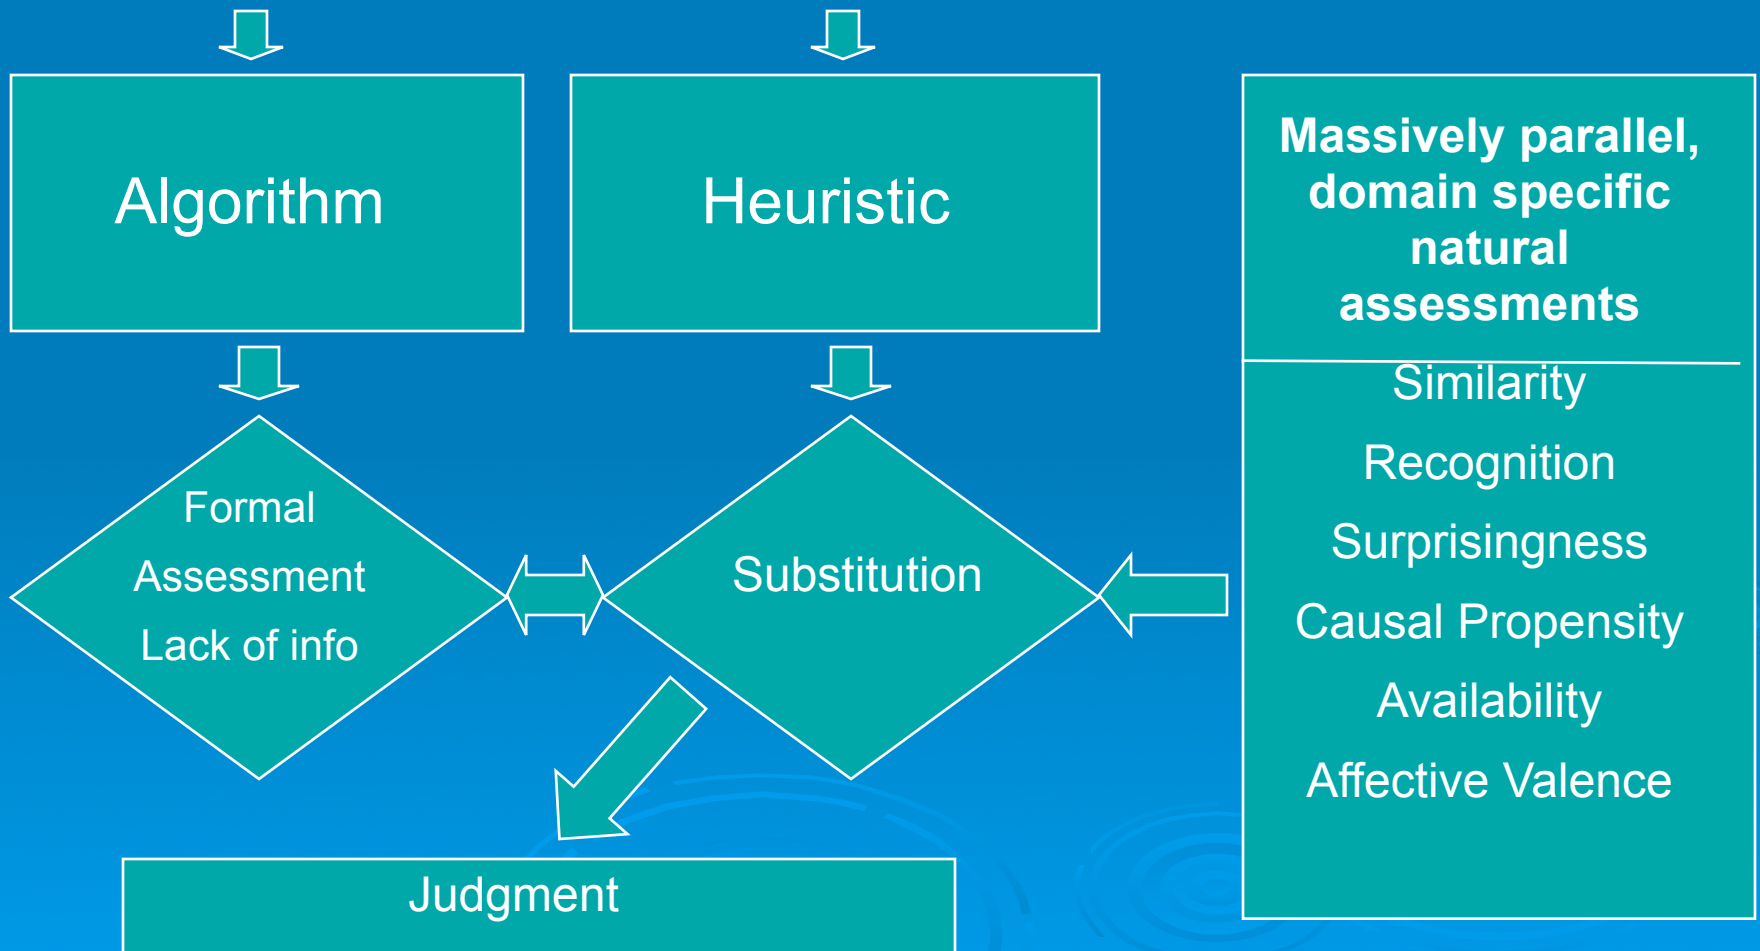 Algorithm
Heuristic
Massively parallel,
domain specific
natural
assessments
Similarity
Recognition
Surprisingness
Causal Propensity
Availability
Affective Valence
Formal
Assessment
Lack of info
Substitution
Judgment